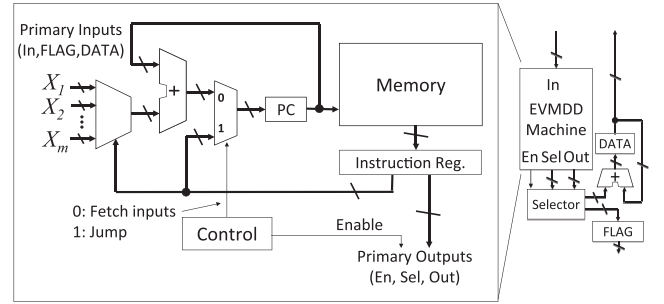 Primary Inputs
(In,FLAG,DATA)
X1
X2
Xm
+
0
1
PC
Memory
Instruction Reg.
0: Fetch inputs
1: Jump
Control
Enable
Primary Outputs
(En, Sel, Out)
In
EVMDD
Machine
En Sel Out
DATA
+
Selector
FLAG